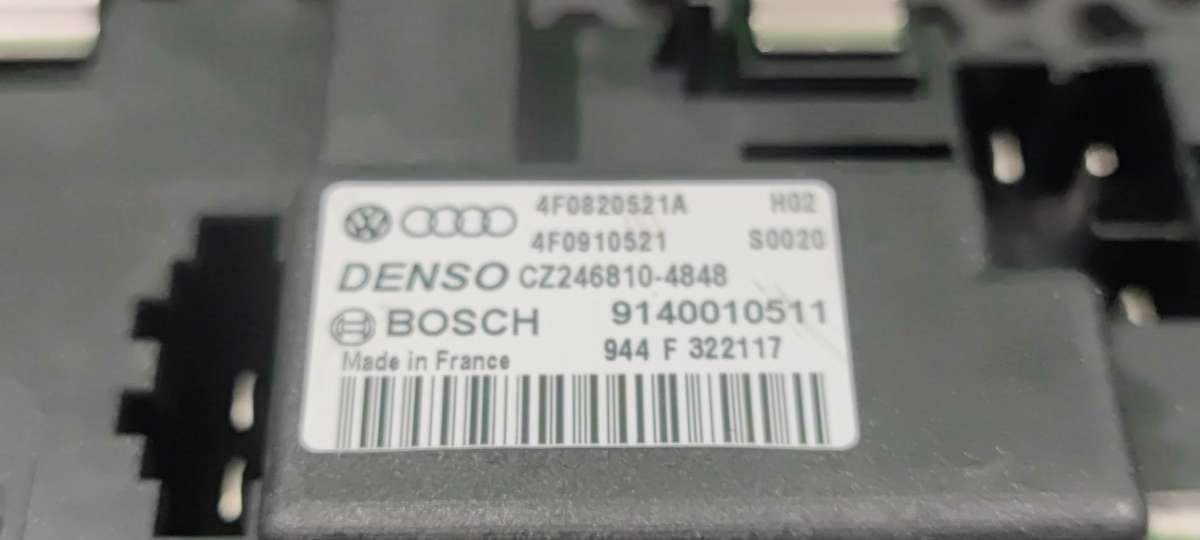 4F0820521A H02
4F0910521 S0020
DENSO CZ246810-4848
BOSCH 9140010511
Made in France 944 F 322117